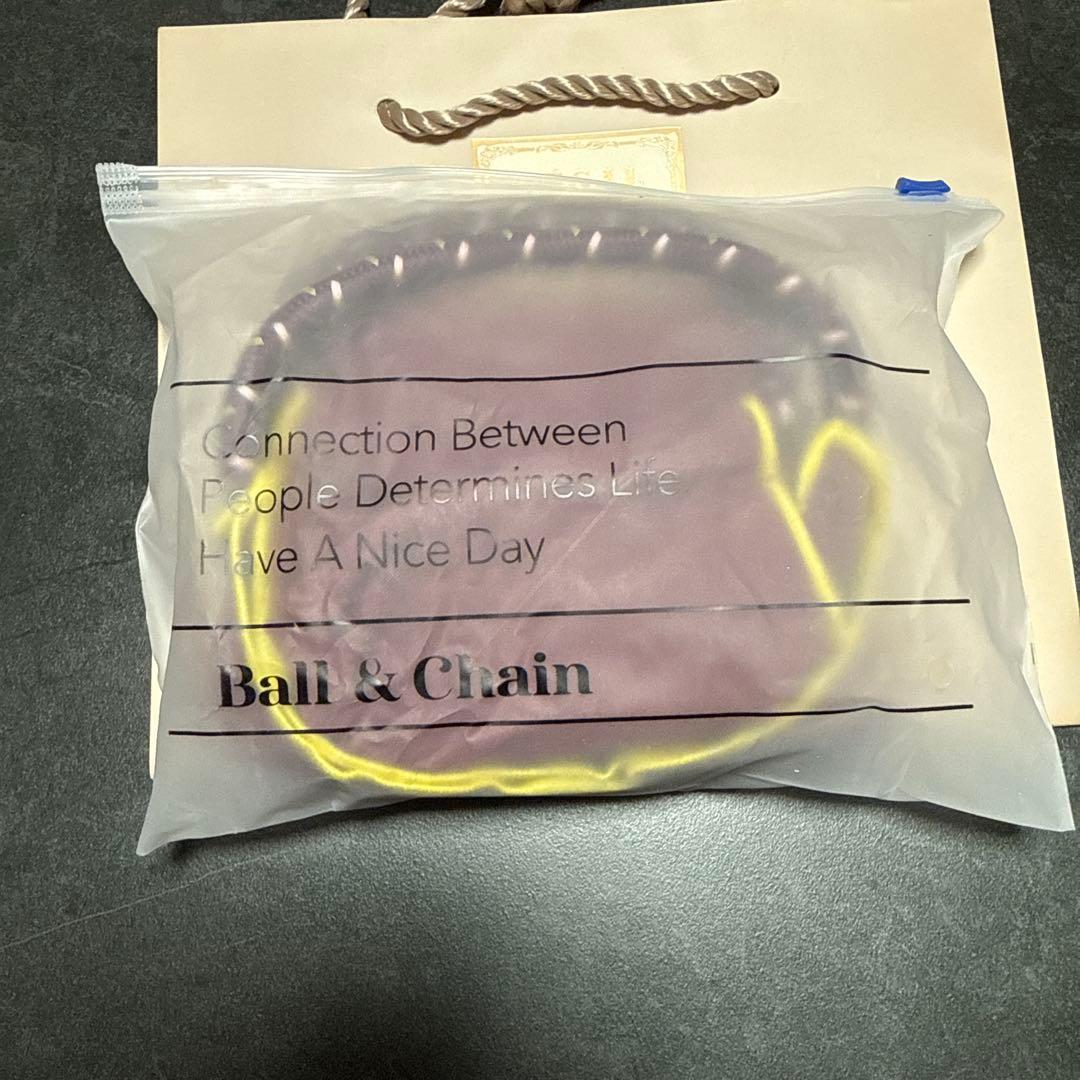 Connection Between
People Determines Life
Have A Nice Day
Ball & Chain